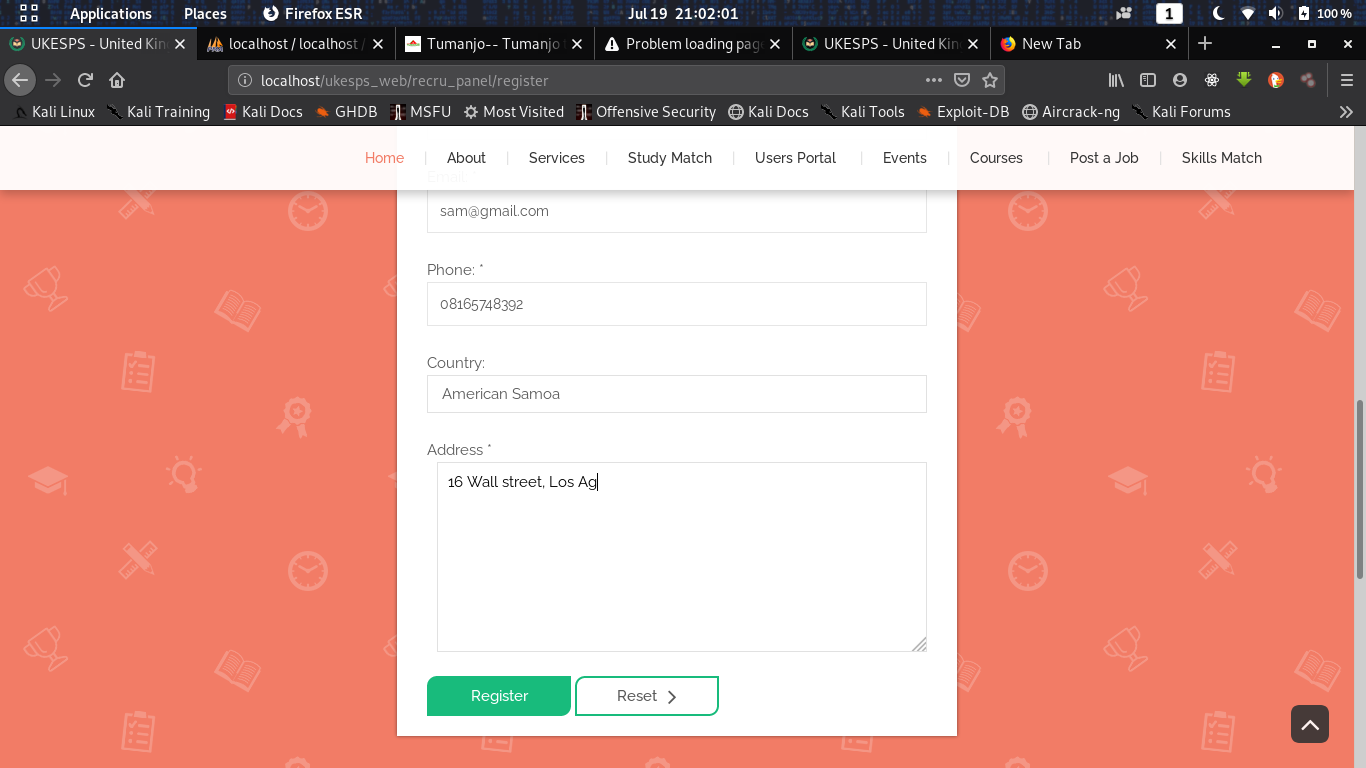 Applications Places Firefox ESR Jul 19 21:02:01 1 100 %
UKESPS - United Kin localhost / localhost / Tumanjo-- Tumanjo Problem loading pag UKESPS - United Kin New Tab
localhost/ukesps_web/recru_panel/register
Kali Linux Kali Training Kali Docs GHDB MSFU Most Visited Offensive Security Kali Docs Kali Tools Exploit-DB Aircrack-ng Kali Forums
Home About Services Study Match Users Portal Events Courses Post a Job Skills Match
Email
sam@gmail.com
Phone: *
08165748392
Country:
American Samoa
Address *
16 Wall street, Los Ag
Register Reset